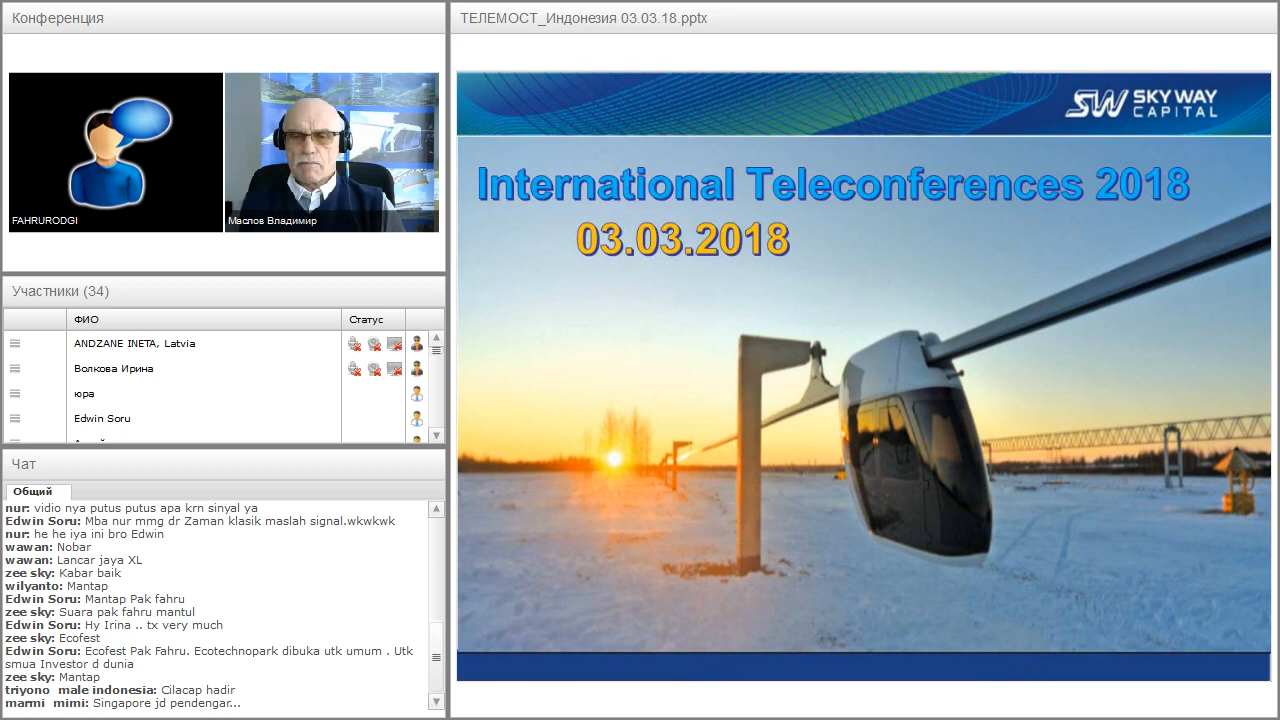 Конференция
FAHRURODGI
Маслов Владимир
Участники (34)
ФИО
Статус
ANDZANE INETA, Latvia
Волкова Ирина
юра
Edwin Soru
Чат
Общий
nur: vidio nya putus putus apa krn sinyal ya
Edwin Soru: Mba nur mmg dr Zaman klasik maslah signal.wkwkwk
nur: he he iya ini bro Edwin
wawan: Nobar
wawan: Lancar jaya XL
zee sky: Kabar baik
wilyanto: Mantap
Edwin Soru: Mantap Pak fahru
zee sky: Suara pak fahru mantul
Edwin Soru: Hy Irina .. tx very much
zee sky: Ecofest
Edwin Soru: Ecofest Pak Fahru. Ecotechnopark dibuka utk umum . Utk
smua Investor d dunia
zee sky: Mantap
triyono male indonesia: Cilacap hadir
marmi mimi: Singapore jd pendengar...
ТЕЛЕМОСТ_Индонезия 03.03.18.pptx
SW SKY WAY
CAPITAL
International Teleconferences 2018
03.03.2018